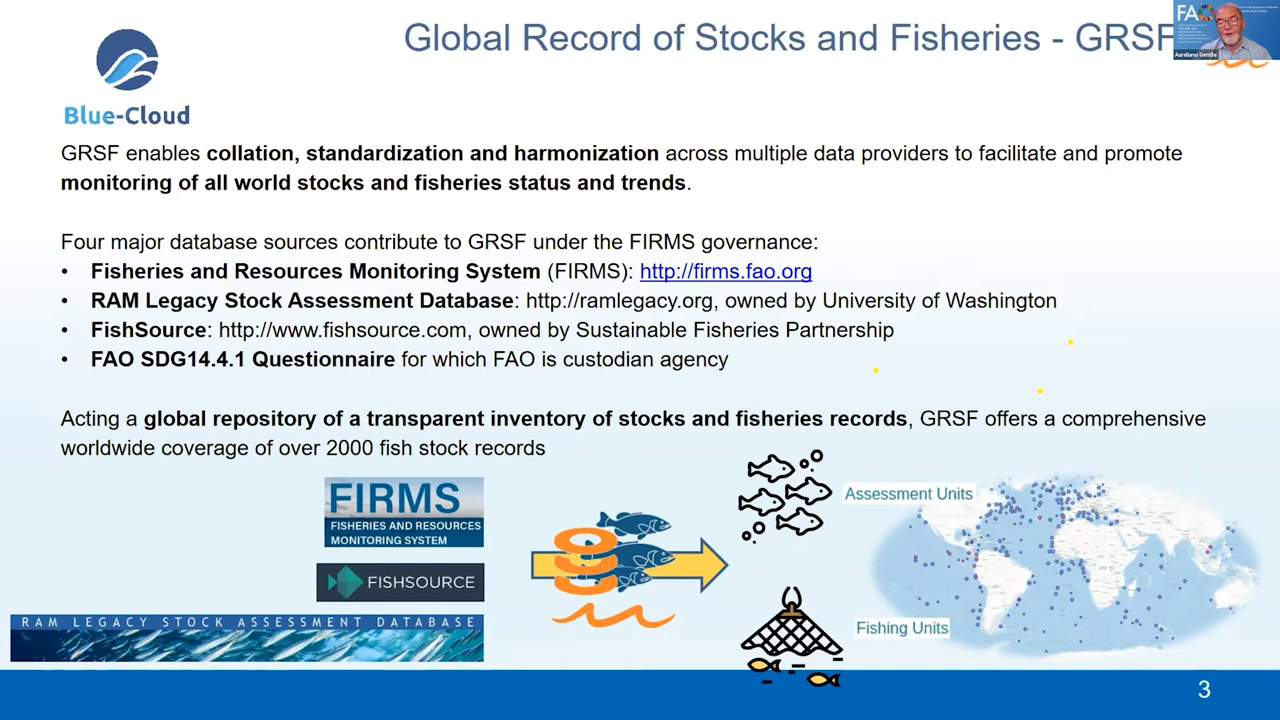 Global Record of Stocks and Fisheries - GRSF
FAO
Aureliano Gentile
Blue-Cloud
GRSF enables collation, standardization and harmonization across multiple data providers to facilitate and promote
monitoring of all world stocks and fisheries status and trends.
Four major database sources contribute to GRSF under the FIRMS governance:
• Fisheries and Resources Monitoring System (FIRMS): http://firms.fao.org
• RAM Legacy Stock Assessment Database: http://ramlegacy.org, owned by University of Washington
• FishSource: http://www.fishsource.com, owned by Sustainable Fisheries Partnership
• FAO SDG14.4.1 Questionnaire for which FAO is custodian agency
Acting a global repository of a transparent inventory of stocks and fisheries records, GRSF offers a comprehensive
worldwide coverage of over 2000 fish stock records
FIRMS
FISHERIES AND RESOURCES
MONITORING SYSTEM
FISHSOURCE
RAM LEGACY STOCK ASSESSMENT DATABASE
Assessment Units
Fishing Units
3